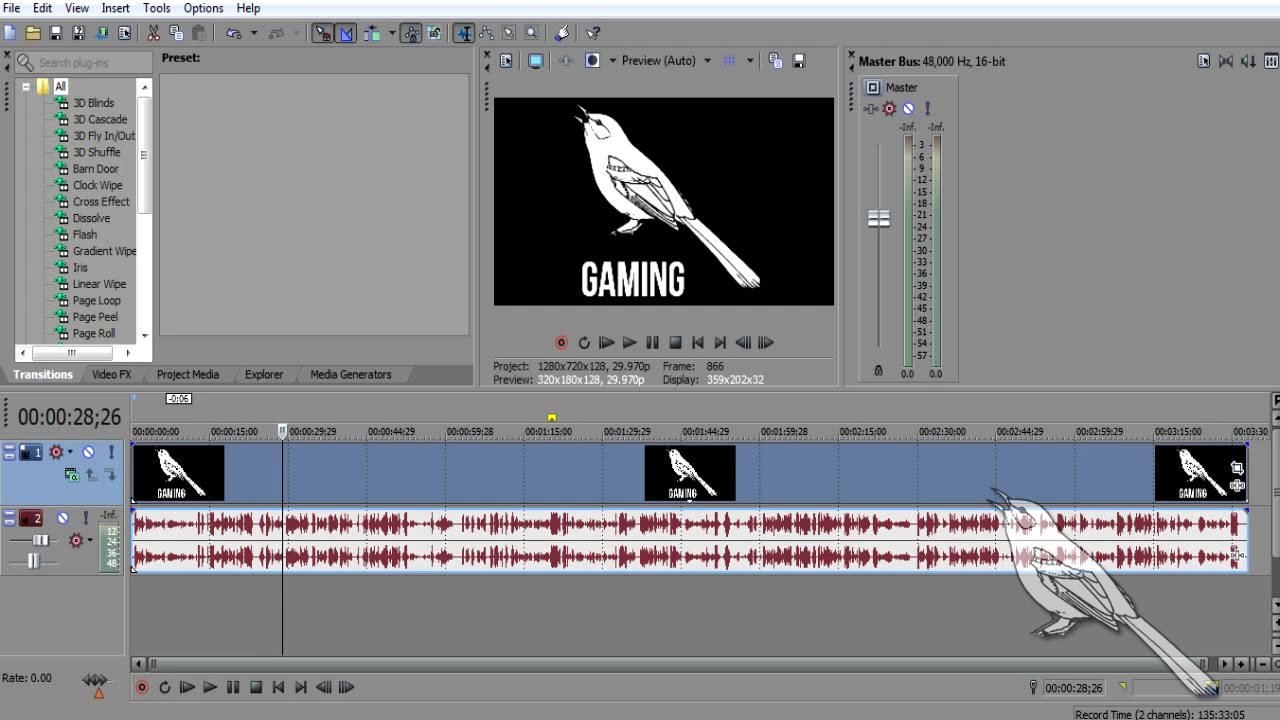 File Edit View Insert Tools Options Help
Search plug-ins
All
3D Blinds
3D Cascade
3D Fly In/Out
3D Shuffle
Barn Door
Clock Wipe
Cross Effect
Dissolve
Flash
Gradient Wipe
Iris
Linear Wipe
Page Loop
Page Peel
Page Roll
Transitions Video FX Project Media Explorer Media Generators
Preset:
Preview (Auto)
GAMING
Project: 1280x720x128, 29.970p Frame: 866
Preview: 320x180x128, 29.970p Display: 359x202x32
Master Bus: 48,000 Hz, 16-bit
Master
-Inf. -Inf.
- 3 -
- 6 -
- 9 -
- 12 -
- 15 -
- 18 -
- 21 -
- 24 -
- 27 -
- 30 -
- 33 -
- 36 -
- 39 -
- 42 -
- 45 -
- 48 -
- 51 -
- 54 -
- 57 -
0.0 0.0
00:00:28;26
-0:06
00:00:00;00 00:00:15;00 00:00:29;29 00:00:44;29 00:00:59;28 00:01:15;00 00:01:29;29 00:01:44;29 00:01:59;28 00:02:15;00 00:02:30;00 00:02:44;29 00:02:59;29 00:03:15;00 00:03:30
1
GAMING GAMING GAMING
2
-Inf.
12
24
36
48
Rate: 0.00
00:00:28;26
00:00:01;19
Record Time (2 channels): 135:33:05